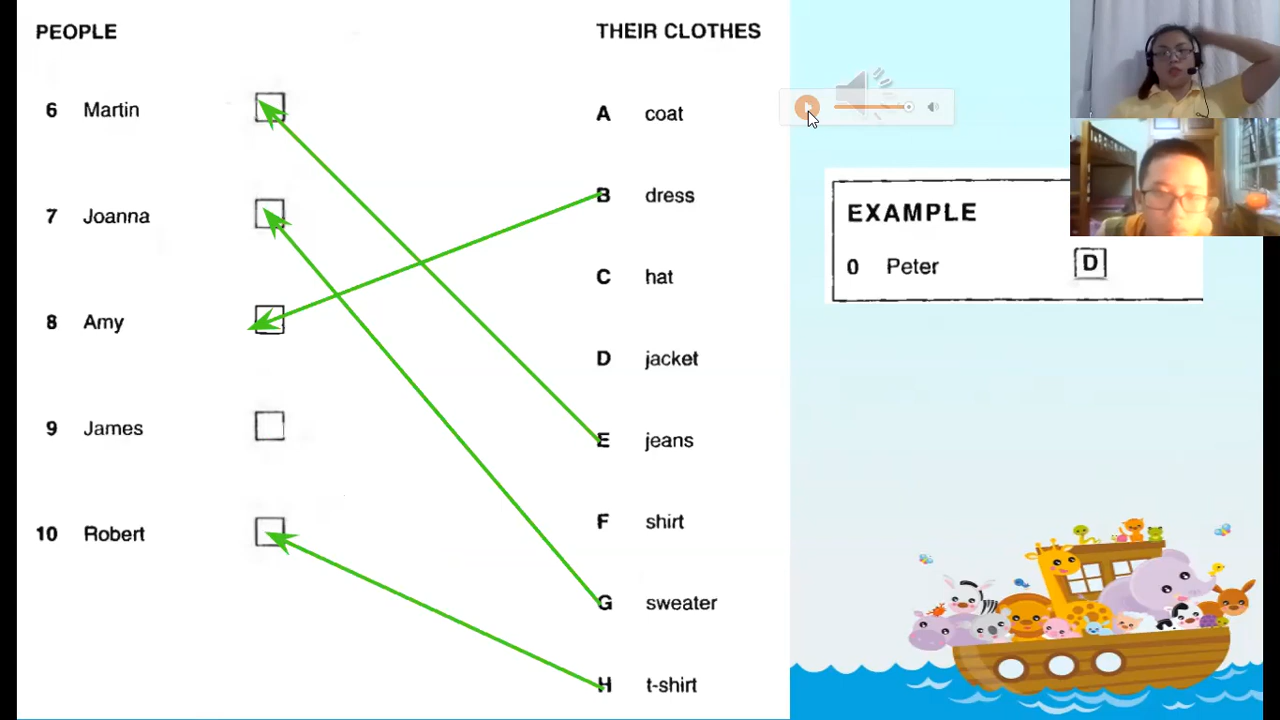 PEOPLE
6 Martin
7 Joanna
8 Amy
9 James
10 Robert
THEIR CLOTHES
A coat
B dress
C hat
D jacket
E jeans
F shirt
G sweater
H t-shirt
EXAMPLE
0 Peter D